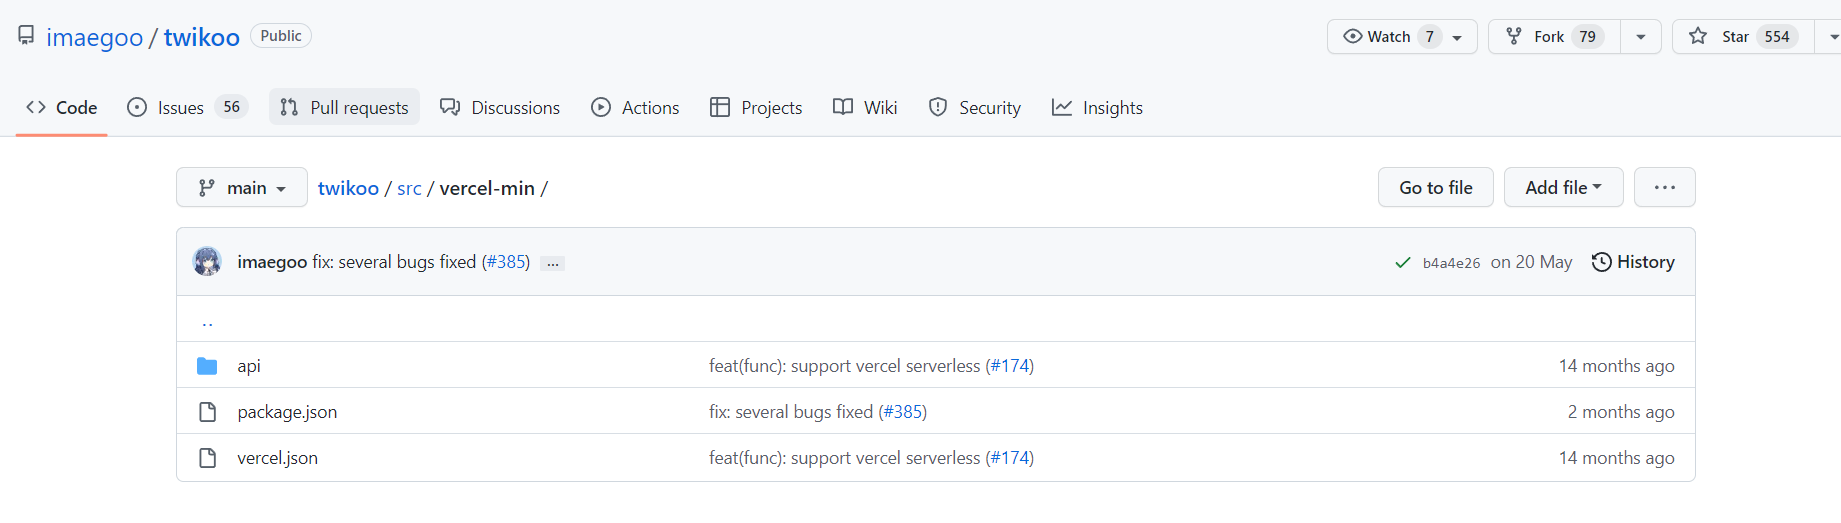 imaegoo / twikoo Public Watch 7 Fork 79 Star 554
Code Issues 56 Pull requests Discussions Actions Projects Wiki Security Insights
main twikoo / src / vercel-min / Go to file Add file ...
imaegoo fix: several bugs fixed (#385) ... b4a4e26 on 20 May History
..
api feat(func): support vercel serverless (#174) 14 months ago
package.json fix: several bugs fixed (#385) 2 months ago
vercel.json feat(func): support vercel serverless (#174) 14 months ago